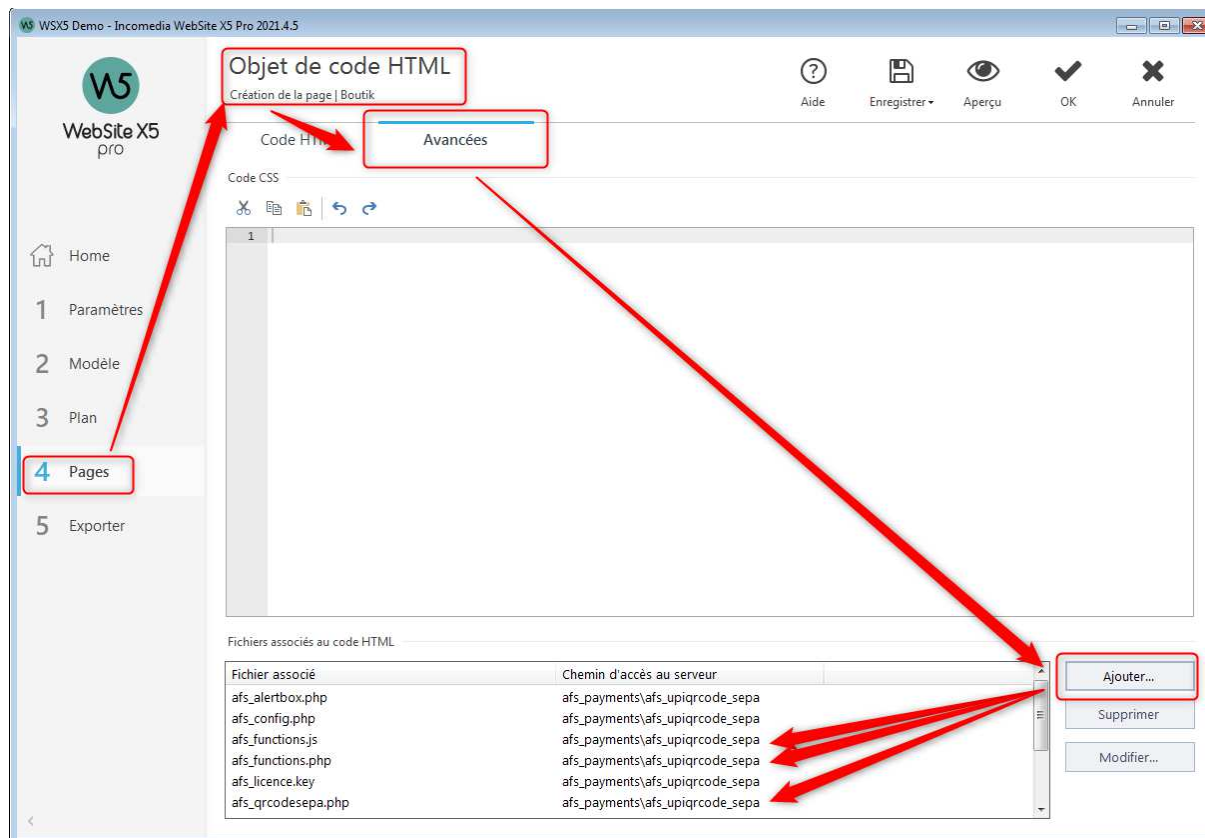 WSX5 Demo - Incomedia WebSite X5 Pro 2021.4.5
WebSite X5
pro
Objet de code HTML
Création de la page | Boutik
Aide
Enregistrer
Aperçu
OK
Annuler
Code
Avancées
Code CSS
1
Home
1 Paramètres
2 Modèle
3 Plan
4 Pages
5 Exporter
Fichiers associés au code HTML
Fichier associé Chemin d'accès au serveur
afs_alertbox.php afs_payments\afs_upiqrcode_sepa
afs_config.php afs_payments\afs_upiqrcode_sepa
afs_functions.js afs_payments\afs_upiqrcode_sepa
afs_functions.php afs_payments\afs_upiqrcode_sepa
afs_licence.key afs_payments\afs_upiqrcode_sepa
afs_qrcodesepa.php afs_payments\afs_upiqrcode_sepa
Ajouter...
Supprimer
Modifier...